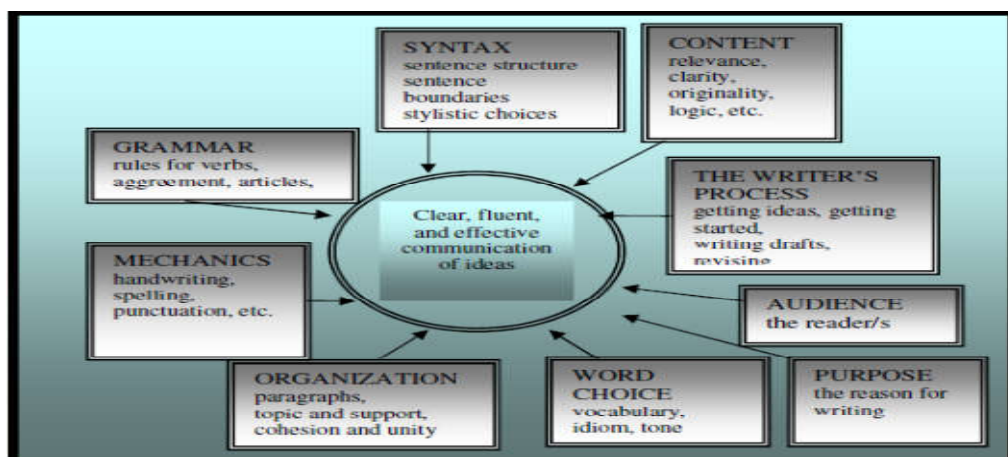 SYNTAX
sentence structure
sentence
boundaries
stylistic choices
CONTENT
relevance,
clarity,
originality,
logic, etc.
GRAMMAR
rules for verbs,
aggreement, articles,
THE WRITER'S
PROCESS
getting ideas, getting
started,
writing drafts,
revising
Clear, fluent,
and effective
communication
of ideas
MECHANICS
handwriting,
spelling,
punctuation, etc.
AUDIENCE
the reader/s
ORGANIZATION
paragraphs,
topic and support,
cohesion and unity
WORD
CHOICE
vocabulary,
idiom, tone
PURPOSE
the reason for
writing